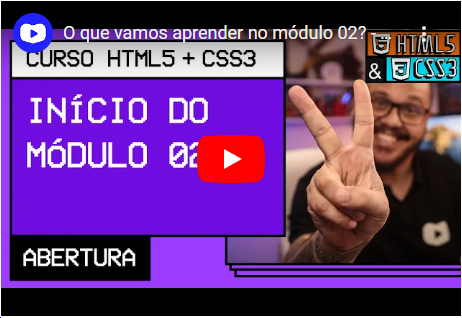 O que vamos aprender no módulo 02? -
HTML5
& CSS3
CURSO HTML5 + CSS3
INÍCIO DO
MÓDULO 02
ABERTURA